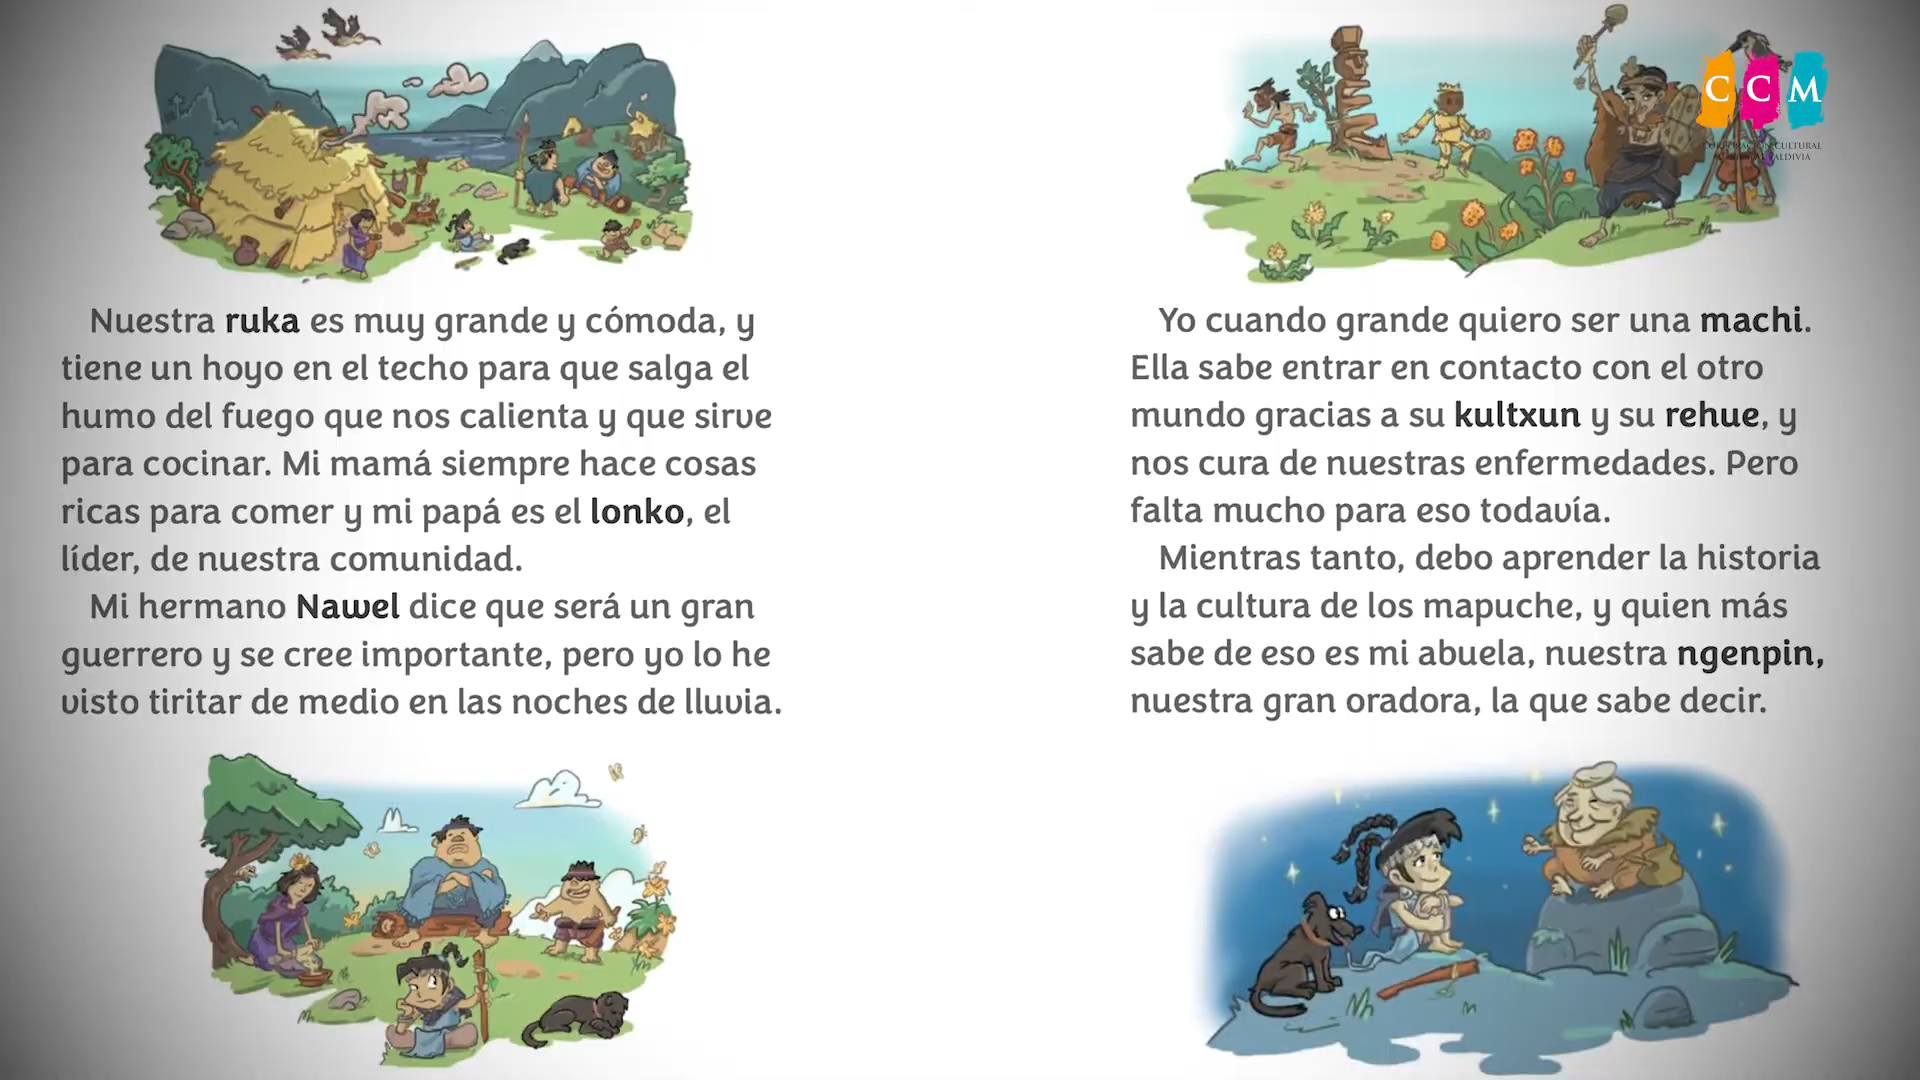 Nuestra ruka es muy grande y cómoda, y
tiene un hoyo en el techo para que salga el
humo del fuego que nos calienta y que sirve
para cocinar. Mi mamá siempre hace cosas
ricas para comer y mi papá es el lonko, el
líder, de nuestra comunidad.
Mi hermano Nawel dice que será un gran
guerrero y se cree importante, pero yo lo he
visto tiritar de medio en las noches de lluvia.
CCM
Yo cuando grande quiero ser una machi.
Ella sabe entrar en contacto con el otro
mundo gracias a su kultxun y su rehue, y
nos cura de nuestras enfermedades. Pero
falta mucho para eso todavía.
Mientras tanto, debo aprender la historia
y la cultura de los mapuche, y quien más
sabe de eso es mi abuela, nuestra ngenpin,
nuestra gran oradora, la que sabe decir.